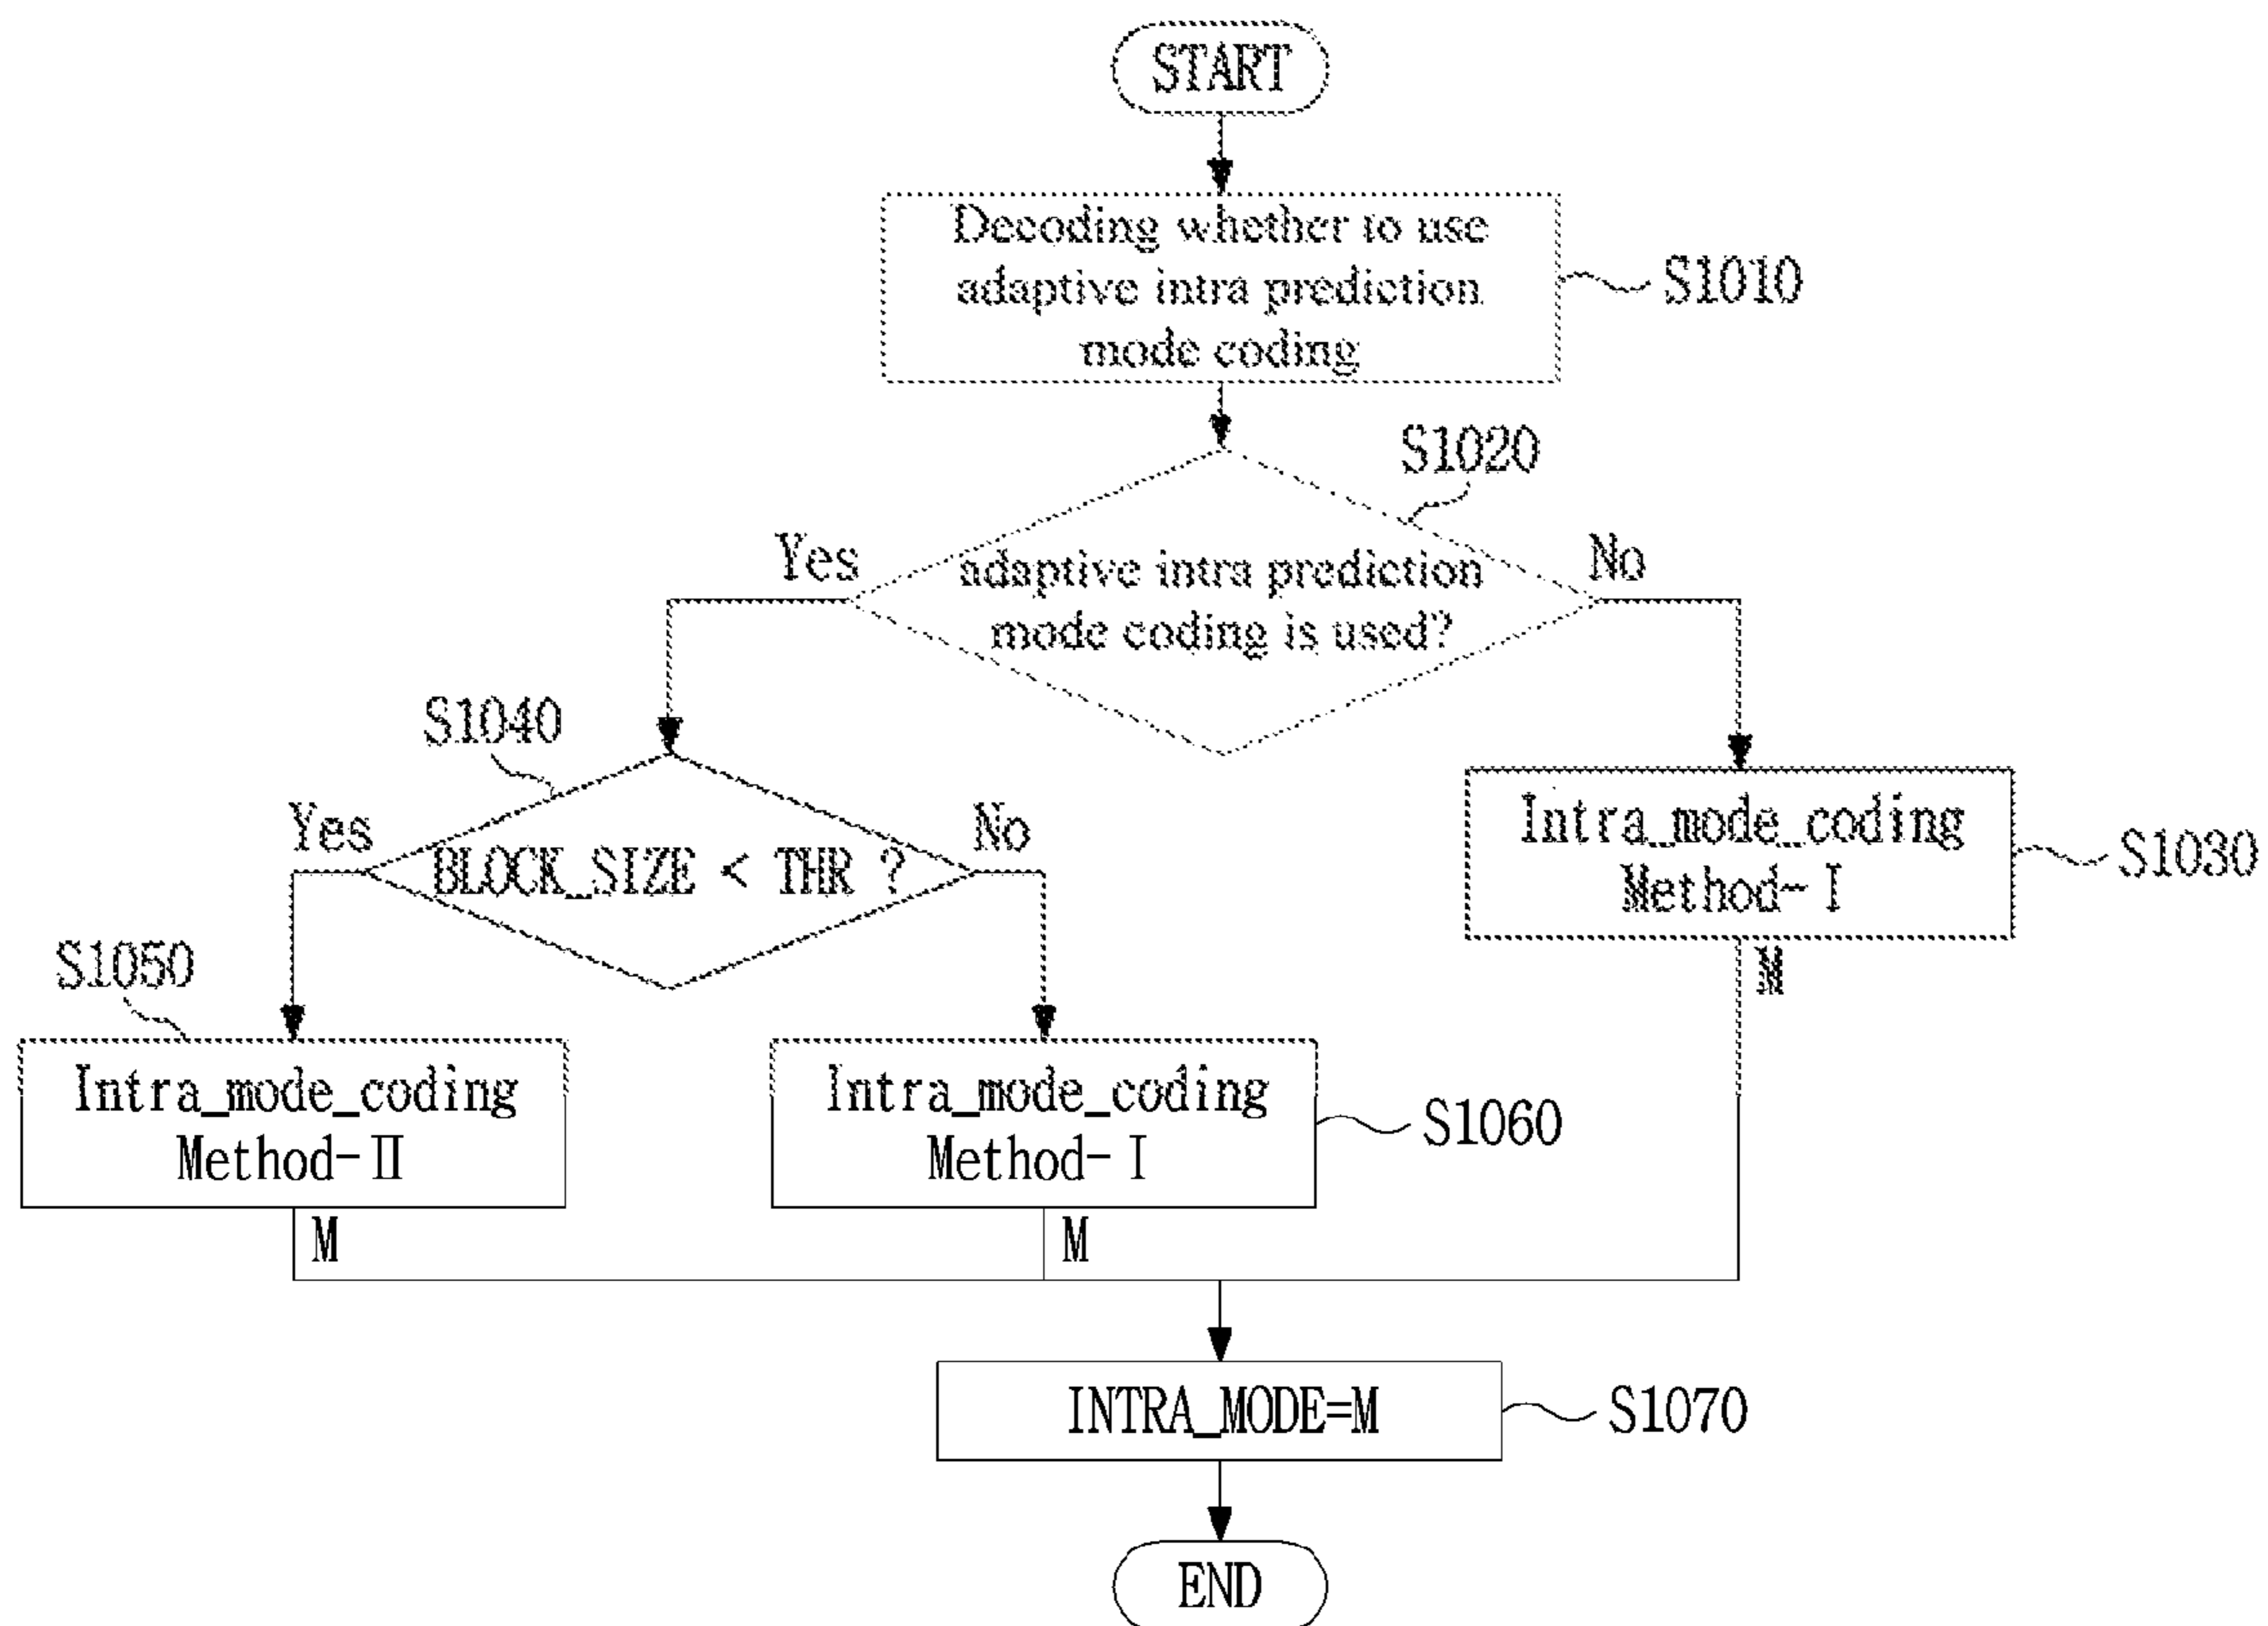 START
Decoding whether to use
adaptive intra prediction
mode coding
S1010
S1020
Yes
adaptive intra prediction
mode coding is used?
No
S1040
Yes
BLOCK_SIZE < THR ?
No
Intra_mode_coding
Method-Ⅰ
S1030
M
S1050
Intra_mode_coding
Method-Ⅱ
M
Intra_mode_coding
Method-Ⅰ
S1060
M
INTRA_MODE=M
S1070
END